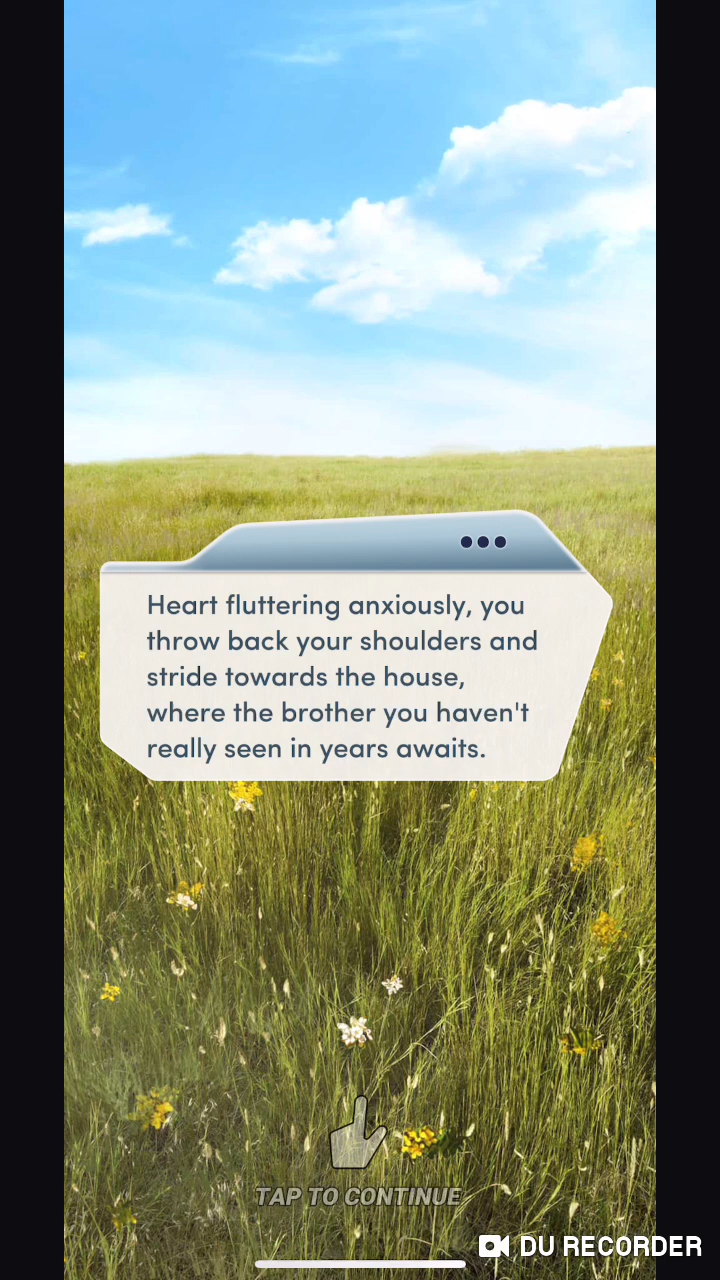 Heart fluttering anxiously, you
throw back your shoulders and
stride towards the house,
where the brother you haven't
really seen in years awaits.
TAP TO CONTINUE
DU RECORDER